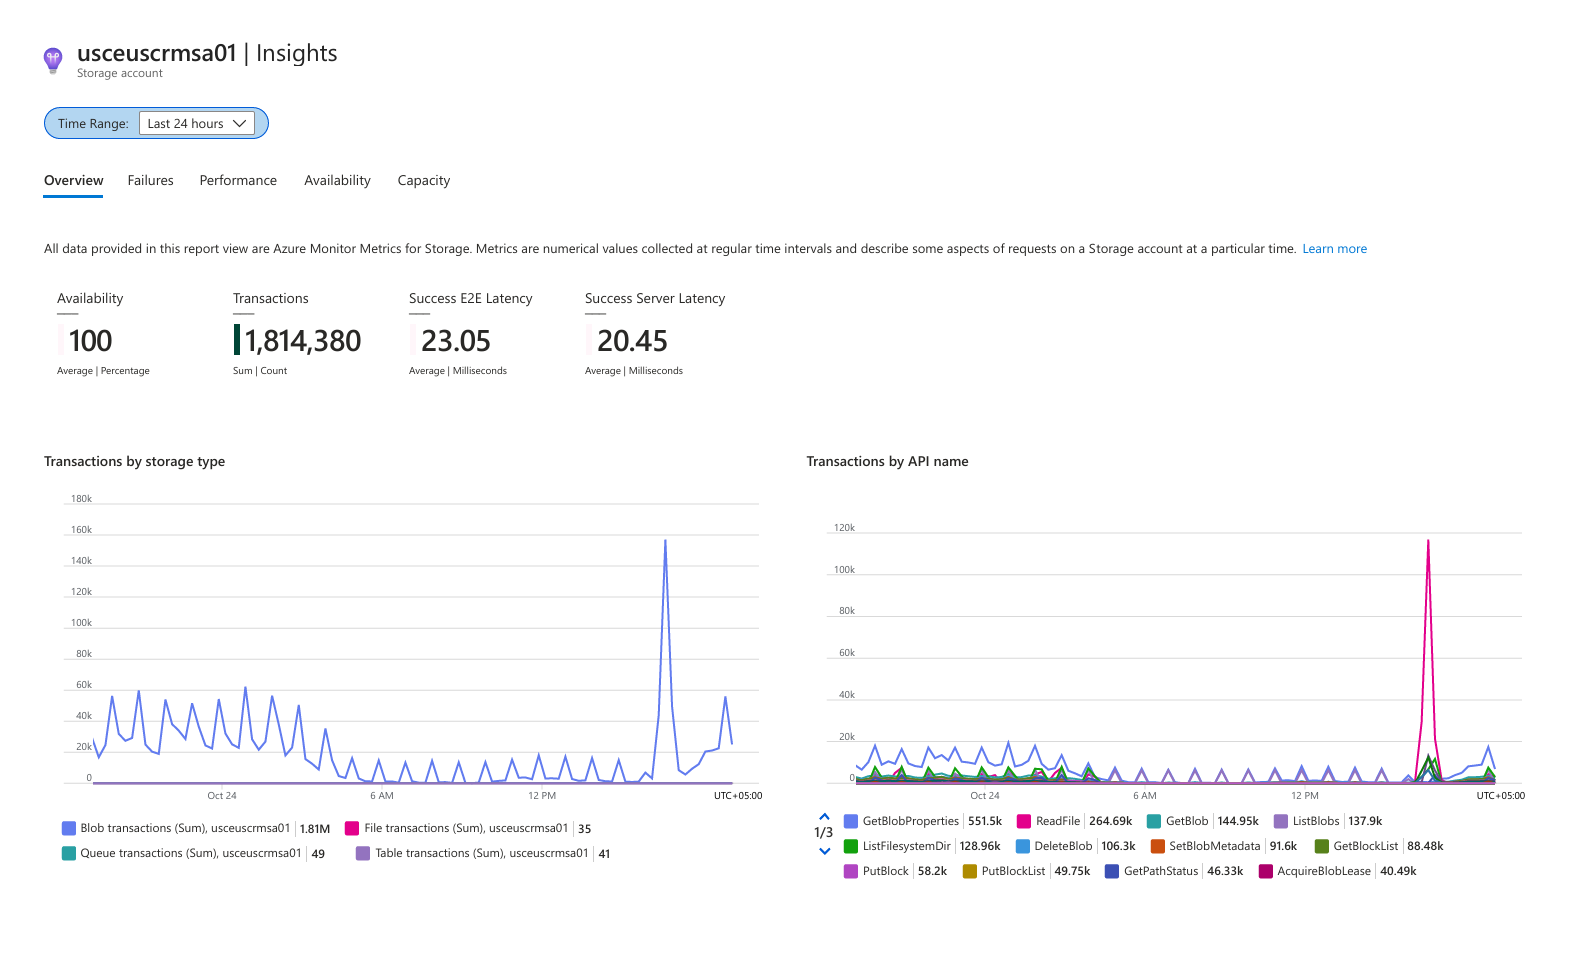 usceuscrmsa01 | Insights
Storage account
Time Range: Last 24 hours
Overview Failures Performance Availability Capacity
All data provided in this report view are Azure Monitor Metrics for Storage. Metrics are numerical values collected at regular time intervals and describe some aspects of requests on a Storage account at a particular time. Learn more
Availability Transactions Success E2E Latency Success Server Latency
100 1,814,380 23.05 20.45
Average | Percentage Sum | Count Average | Milliseconds Average | Milliseconds
Transactions by storage type
180k
160k
140k
120k
100k
80k
60k
40k
20k
0
Oct 24 6 AM 12 PM UTC+05:00
Blob transactions (Sum), usceuscrmsa01 1.81M File transactions (Sum), usceuscrmsa01 35
Queue transactions (Sum), usceuscrmsa01 49 Table transactions (Sum), usceuscrmsa01 41
Transactions by API name
120k
100k
80k
60k
40k
20k
0
Oct 24 6 AM 12 PM UTC+05:00
1/3
GetBlobProperties 551.5k ReadFile 264.69k GetBlob 144.95k ListBlobs 137.9k
ListFilesystemDir 128.96k DeleteBlob 106.3k SetBlobMetadata 91.6k GetBlockList 88.48k
PutBlock 58.2k PutBlockList 49.75k GetPathStatus 46.33k AcquireBlobLease 40.49k